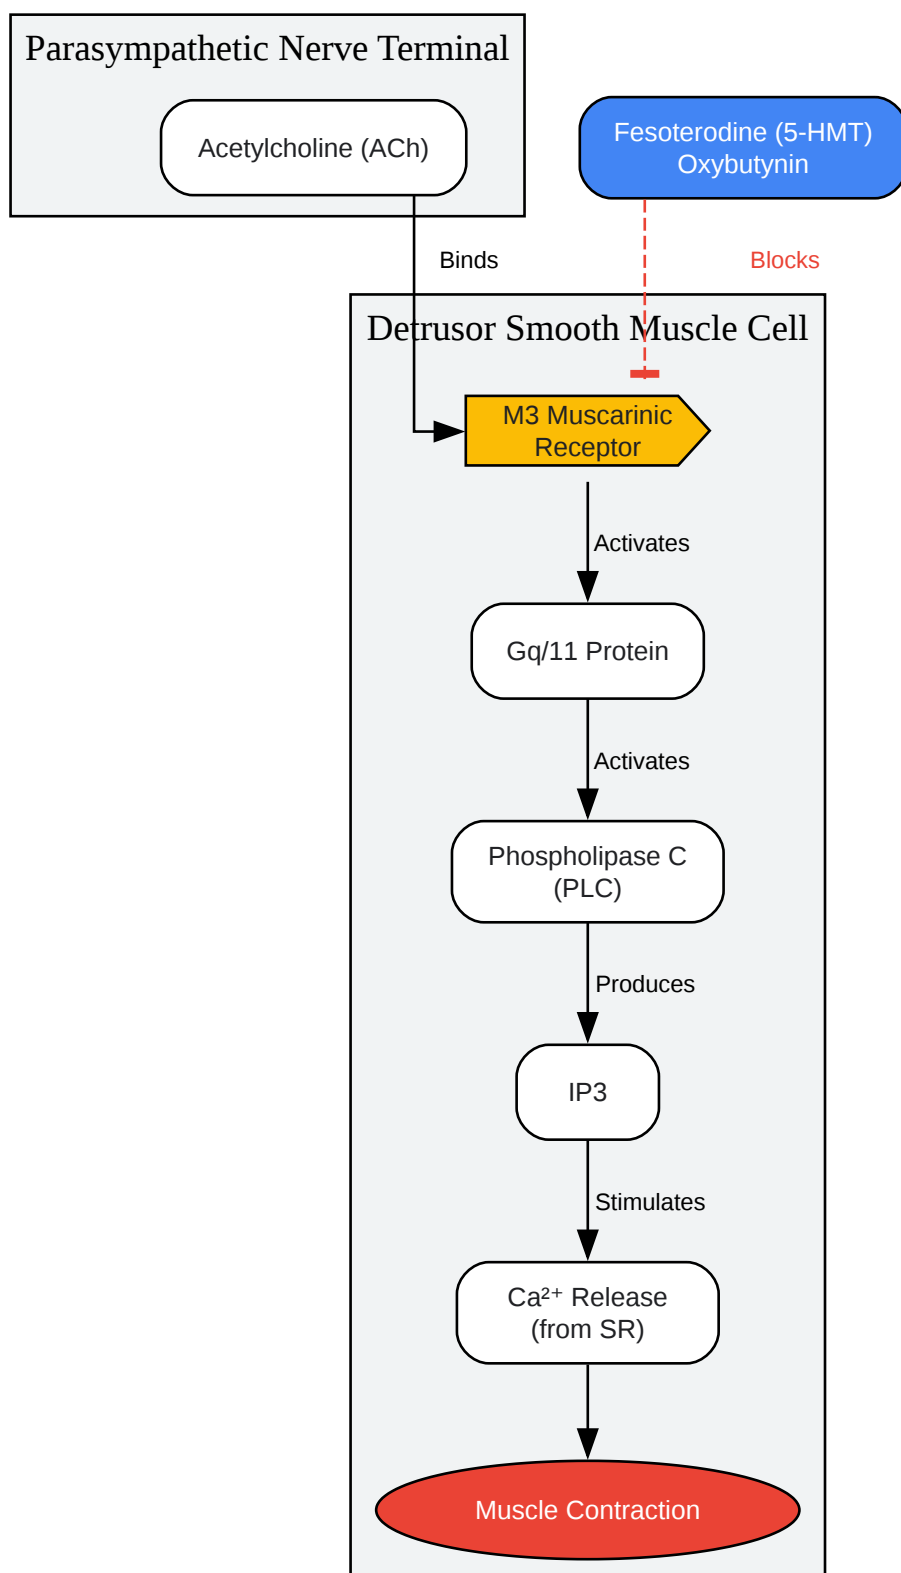 Parasympathetic Nerve Terminal
Acetylcholine (ACh)
Fesoterodine (5-HMT)
Oxybutynin
Binds
Blocks
Detrusor Smooth Muscle Cell
M3 Muscarinic
Receptor
Activates
Gq/11 Protein
Activates
Phospholipase C
(PLC)
Produces
IP3
Stimulates
Ca²⁺ Release
(from SR)
Muscle Contraction